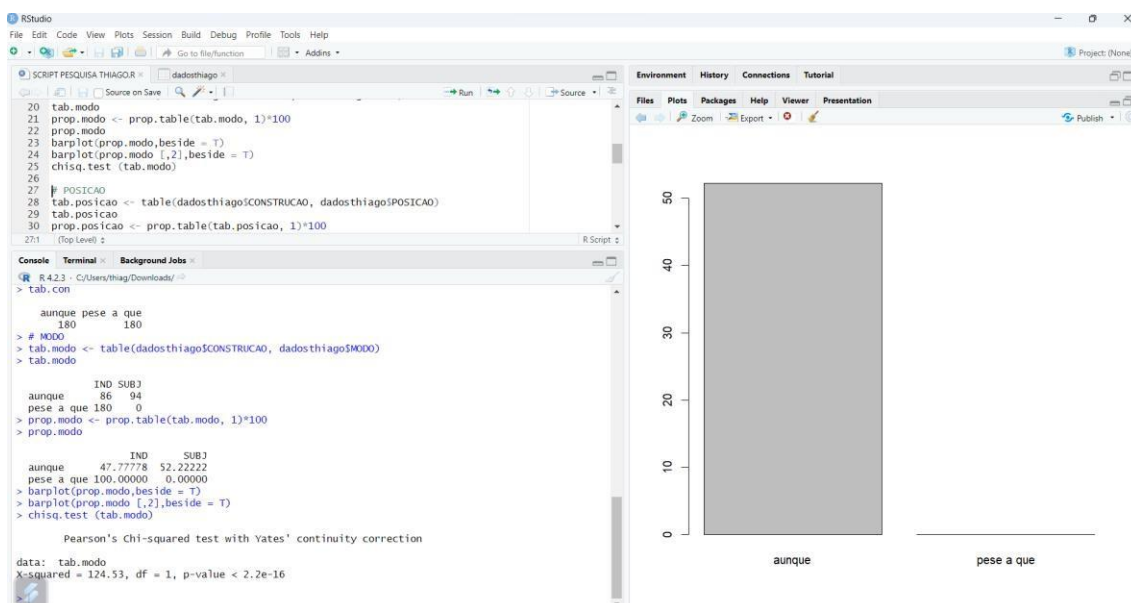 RStudio
File Edit Code View Plots Session Build Debug Profile Tools Help
Go to file/function Addins
Project: (None)
SCRIPT PESQUISA THIAGO.R dadosthiago
Source on Save Run Source
20 tab.modo
21 prop.modo <- prop.table(tab.modo, 1)*100
22 prop.modo
23 barplot(prop.modo,beside = T)
24 barplot(prop.modo [,2],beside = T)
25 chisq.test (tab.modo)
26
27 # POSICAO
28 tab.posicao <- table(dadosthiago$CONSTRUCAO, dadosthiago$POSICAO)
29 tab.posicao
30 prop.posicao <- prop.table(tab.posicao, 1)*100
27:1 (Top Level) R Script
Console Terminal Background Jobs
R 4.2.3 · C:/Users/thiag/Downloads/
> tab.con
aunque pese a que
180 180
> # MODO
> tab.modo <- table(dadosthiago$CONSTRUCAO, dadosthiago$MODO)
> tab.modo
IND SUBJ
aunque 86 94
pese a que 180 0
> prop.modo <- prop.table(tab.modo, 1)*100
> prop.modo
IND SUBJ
aunque 47.77778 52.22222
pese a que 100.00000 0.00000
> barplot(prop.modo,beside = T)
> barplot(prop.modo [,2],beside = T)
> chisq.test (tab.modo)
Pearson's Chi-squared test with Yates' continuity correction
data: tab.modo
X-squared = 124.53, df = 1, p-value < 2.2e-16
>
Environment History Connections Tutorial
Files Plots Packages Help Viewer Presentation
Zoom Export Publish
50
40
30
20
10
0
aunque pese a que